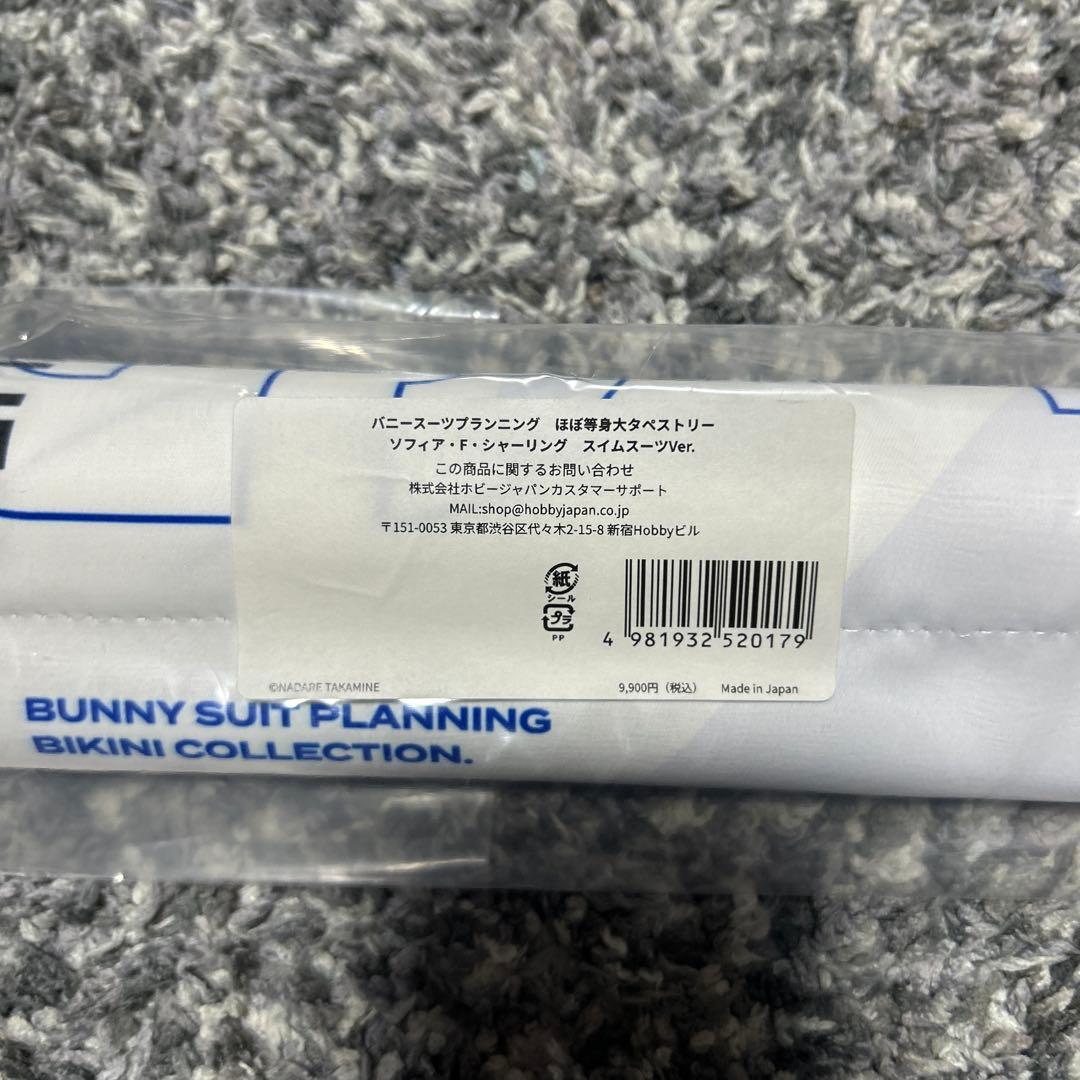 バニースーツプランニング　ほぼ等身大タペストリー
ソフィア・F・シャーリング　スイムスーツVer.
この商品に関するお問い合わせ
株式会社ホビージャパンカスタマーサポート
MAIL:shop@hobbyjapan.co.jp
〒151-0053 東京都渋谷区代々木2-15-8 新宿Hobbyビル
紙
シール
プラ
PP
4 981932 520179
©NADARE TAKAMINE 9,900円（税込） Made in Japan
BUNNY SUIT PLANNING
BIKINI COLLECTION.